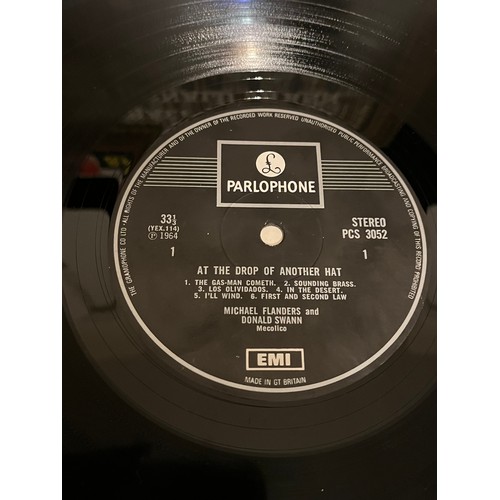 THE GRAMOPHONE CO LTD · ALL RIGHTS OF THE MANUFACTURER AND OF THE OWNER OF THE RECORDED WORK RESERVED UNAUTHORISED PUBLIC PERFORMANCE BROADCASTING AND COPYING OF THIS RECORD PROHIBITED
£
PARLOPHONE
33⅓
(YEX.114)
Ⓟ 1964
1
STEREO
PCS 3052
1
AT THE DROP OF ANOTHER HAT
1. THE GAS-MAN COMETH. 2. SOUNDING BRASS.
3. LOS OLIVIDADOS. 4. IN THE DESERT.
5. I'LL WIND. 6. FIRST AND SECOND LAW
MICHAEL FLANDERS and
DONALD SWANN
Mecolico
EMI
MADE IN GT BRITAIN